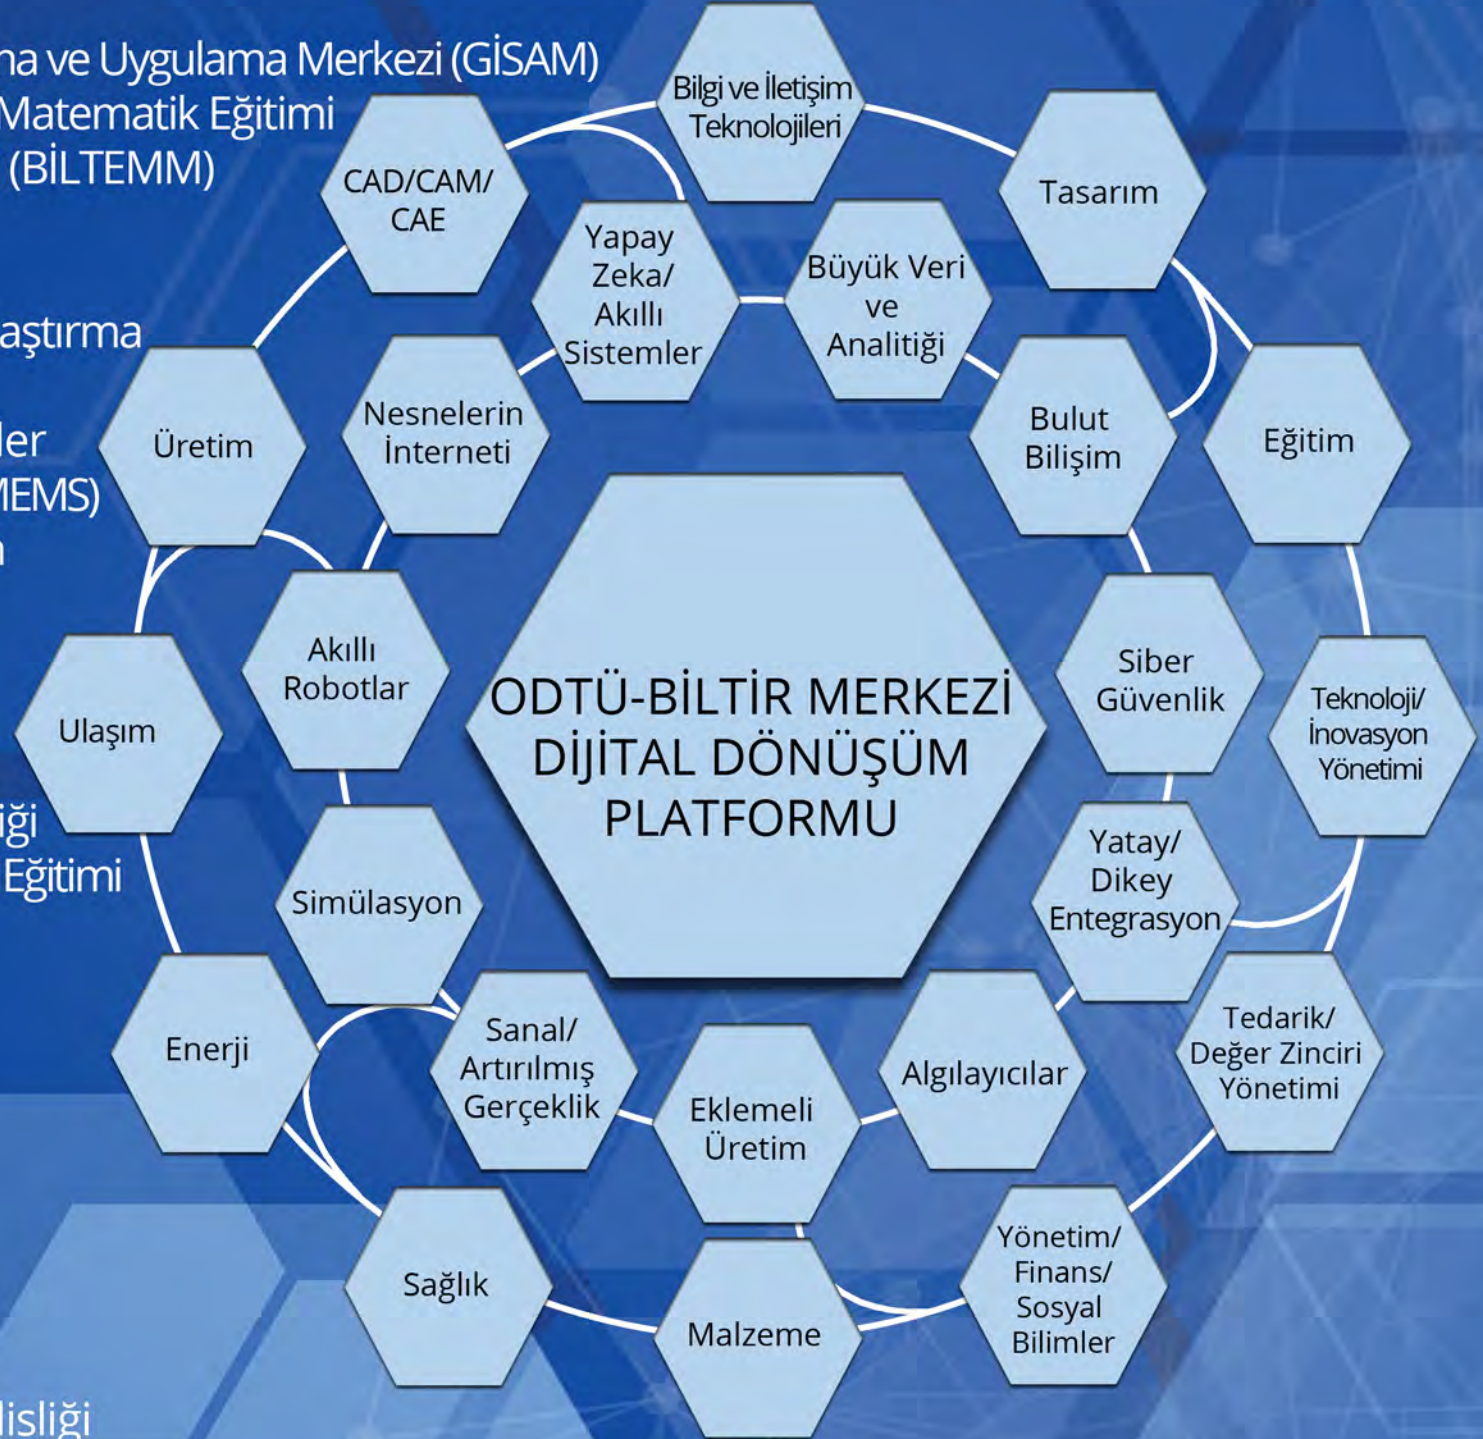 na ve Uygulama Merkezi (GİSAM)
Matematik Eğitimi
(BİLTEMM)
aştırma
ler
MEMS)
iği
Eğitimi
lisliği
Bilgi ve İletişim
Teknolojileri
Tasarım
Eğitim
Teknoloji/
İnovasyon
Yönetimi
Tedarik/
Değer Zinciri
Yönetimi
Yönetim/
Finans/
Sosyal
Bilimler
Malzeme
Sağlık
Enerji
Ulaşım
Üretim
CAD/CAM/
CAE
Yapay
Zeka/
Akıllı
Sistemler
Büyük Veri
ve
Analitiği
Bulut
Bilişim
Siber
Güvenlik
Yatay/
Dikey
Entegrasyon
Algılayıcılar
Eklemeli
Üretim
Sanal/
Artırılmış
Gerçeklik
Simülasyon
Akıllı
Robotlar
Nesnelerin
İnterneti
ODTÜ-BİLTİR MERKEZİ
DİJİTAL DÖNÜŞÜM
PLATFORMU